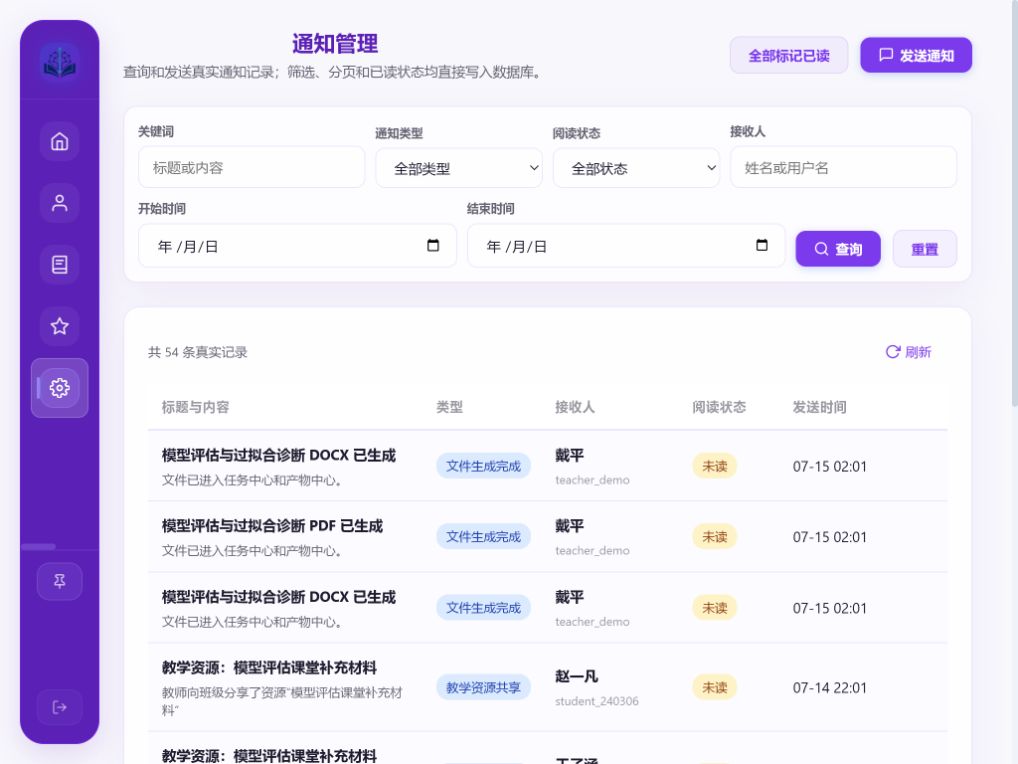 通知管理
查询和发送真实通知记录；筛选、分页和已读状态均直接写入数据库。
全部标记已读
发送通知
关键词
通知类型
阅读状态
接收人
标题或内容
全部类型
全部状态
姓名或用户名
开始时间
结束时间
年 /月/日
年 /月/日
查询
重置
共 54 条真实记录
刷新
标题与内容 类型 接收人 阅读状态 发送时间
模型评估与过拟合诊断 DOCX 已生成
文件已进入任务中心和产物中心。
文件生成完成
戴平
teacher_demo
未读
07-15 02:01
模型评估与过拟合诊断 PDF 已生成
文件已进入任务中心和产物中心。
文件生成完成
戴平
teacher_demo
未读
07-15 02:01
模型评估与过拟合诊断 DOCX 已生成
文件已进入任务中心和产物中心。
文件生成完成
戴平
teacher_demo
未读
07-15 02:01
教学资源：模型评估课堂补充材料
教师向班级分享了资源“模型评估课堂补充材
料”
教学资源共享
赵一凡
student_240306
未读
07-14 22:01
教学资源：模型评估课堂补充材料